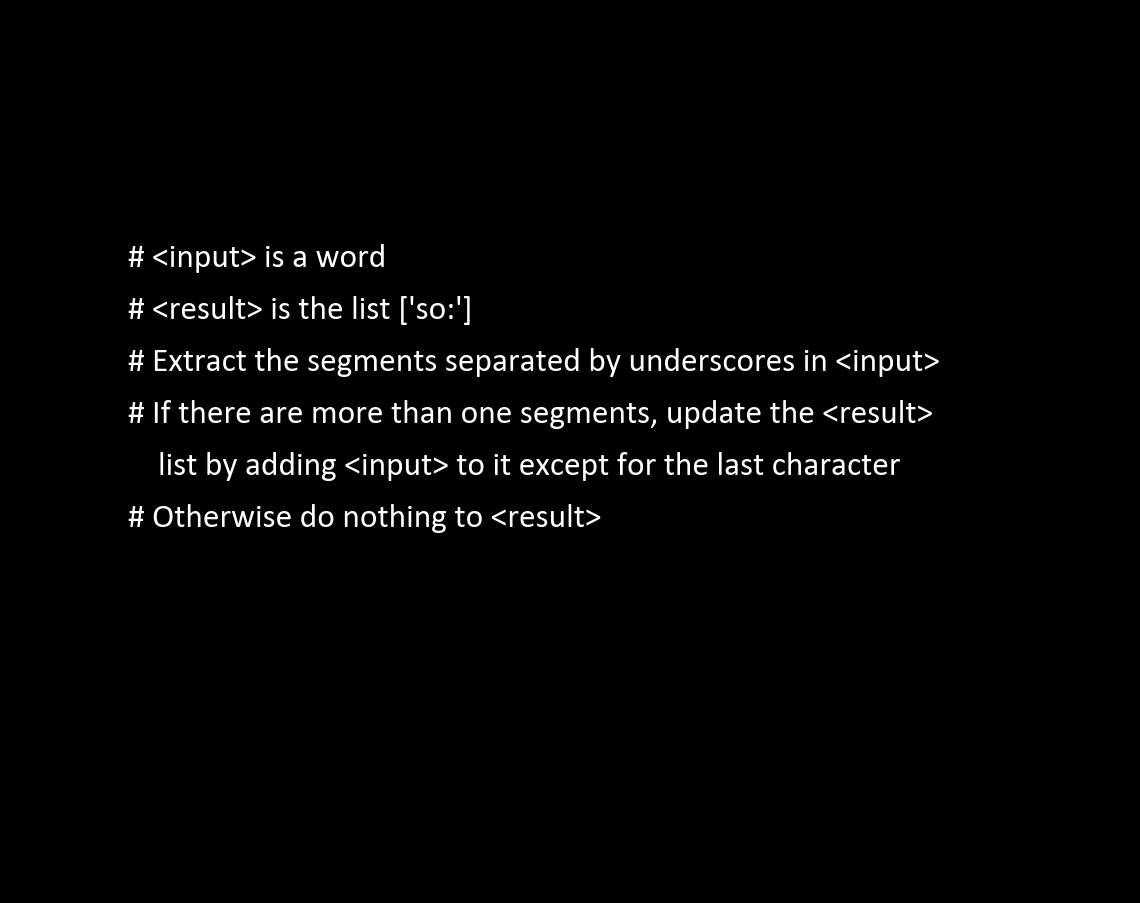 # <input> is a word
# <result> is the list ['so:']
# Extract the segments separated by underscores in <input>
# If there are more than one segments, update the <result>
list by adding <input> to it except for the last character
# Otherwise do nothing to <result>